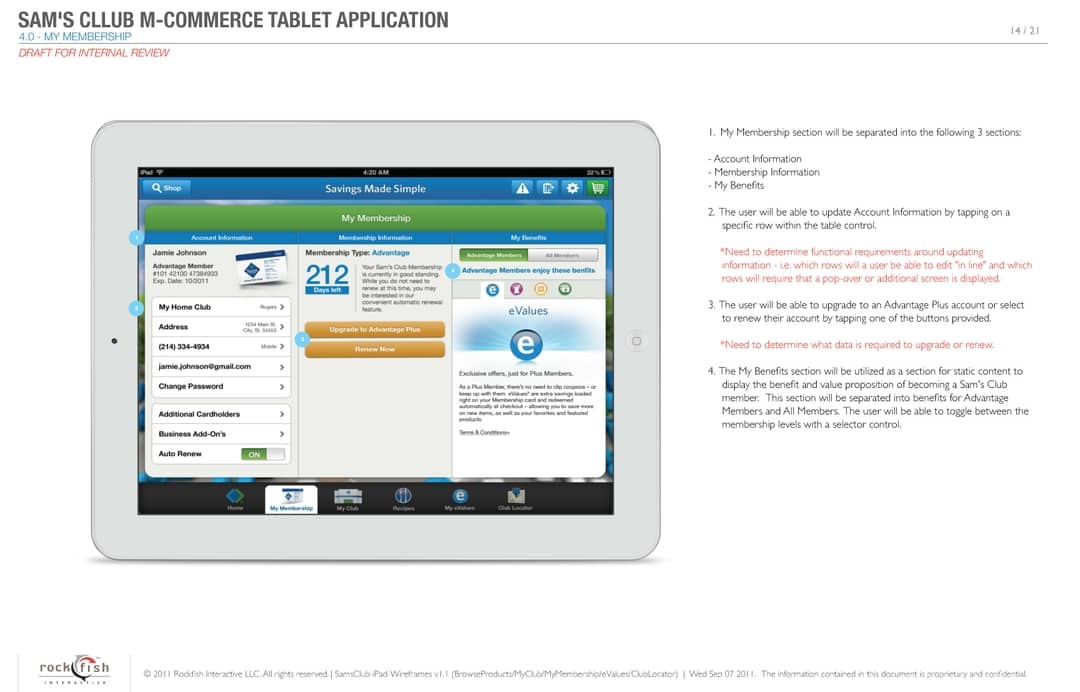 SAM'S CLLUB M-COMMERCE TABLET APPLICATION
4.0 - MY MEMBERSHIP
14 / 21
DRAFT FOR INTERNAL REVIEW
iPad
4:20 AM
32%
Shop
Savings Made Simple
My Membership
1
Account Information
Membership Information
My Benefits
Jamie Johnson
Advantage Member
#101 42100 47384933
Exp. Date: 10/2011
2
My Home Club
Rogers
Address
1234 Main St.
City, St. 55555
(214) 334-4934
Mobile
jamie.johnson@gmail.com
Change Password
Additional Cardholders
Business Add-On's
Auto Renew
ON
Membership Type: Advantage
212
Days left
Your Sam's Club Membership
is currently in good standing.
While you do not need to
renew at this time, you may
be interested in our
convenient automatic renewal
feature.
3
Upgrade to Advantage Plus
Renew Now
Advantage Members
All Members
4
Advantage Members enjoy these benfits
eValues
Exclusive offers, just for Plus Members.
As a Plus Member, there's no need to clip coupons – or
keep up with them. eValues* are extra savings loaded
right on your Membership card and redeemed
automatically at checkout – allowing you to save more
on new items, as well as your favorites and featured
products.
Terms & Conditions»
Home
My Membership
My Club
Recipes
My eValues
Club Locator
1. My Membership section will be separated into the following 3 sections:
- Account Information
- Membership Information
- My Benefits
2. The user will be able to update Account Information by tapping on a
specific row within the table control.
*Need to determine functional requirements around updating
information - i.e. which rows will a user be able to edit "in line" and which
rows will require that a pop-over or additional screen is displayed.
3. The user will be able to upgrade to an Advantage Plus account or select
to renew their account by tapping one of the buttons provided.
*Need to determine what data is required to upgrade or renew.
4. The My Benefits section will be utilized as a section for static content to
display the benefit and value proposition of becoming a Sam's Club
member. This section will be separated into benefits for Advantage
Members and All Members. The user will be able to toggle between the
membership levels with a selector control.
rockfish
INTERACTIVE
© 2011 Rockfish Interactive LLC. All rights reserved. | SamsClub-iPad-Wireframes v1.1 (BrowseProducts/MyClub/MyMembership/eValues/ClubLocator) | Wed Sep 07 2011. The information contained in this document is proprietary and confidential.